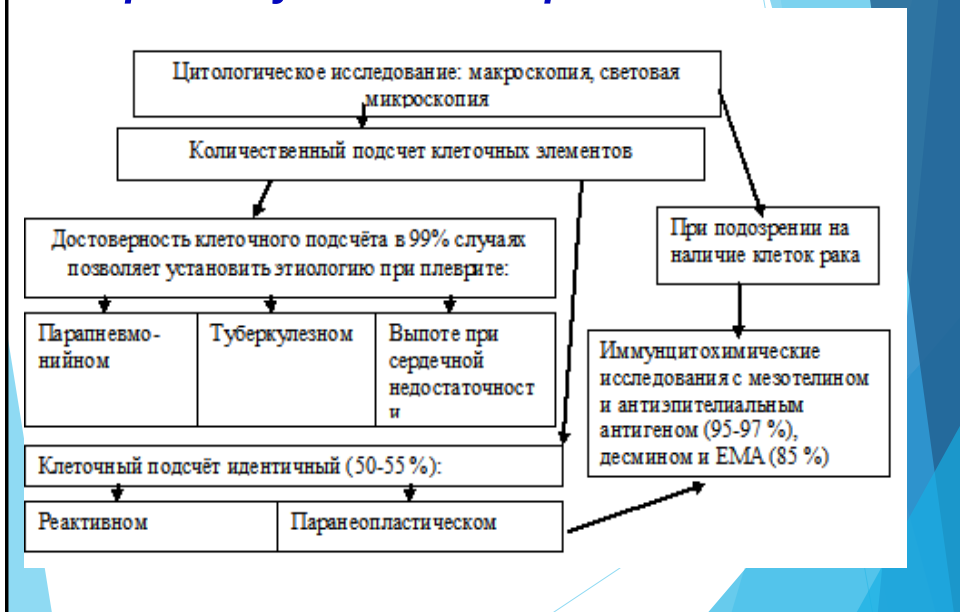 Цитологическое исследование: макроскопия, световая
микроскопия
Количественный подсчет клеточных элементов
Достоверность клеточного подсчёта в 99% случаях
позволяет установить этиологию при плеврите:
При подозрении на
наличие клеток рака
Парапневмо-
нийном
Туберкулезном
Выпоте при
сердечной
недостаточност
и
Иммунцитохимические
исследования с мезотелином
и антиэпителиальным
антигеном (95-97 %),
десмином и EMA (85 %)
Клеточный подсчёт идентичный (50-55 %):
Реактивном
Паранеопластическом